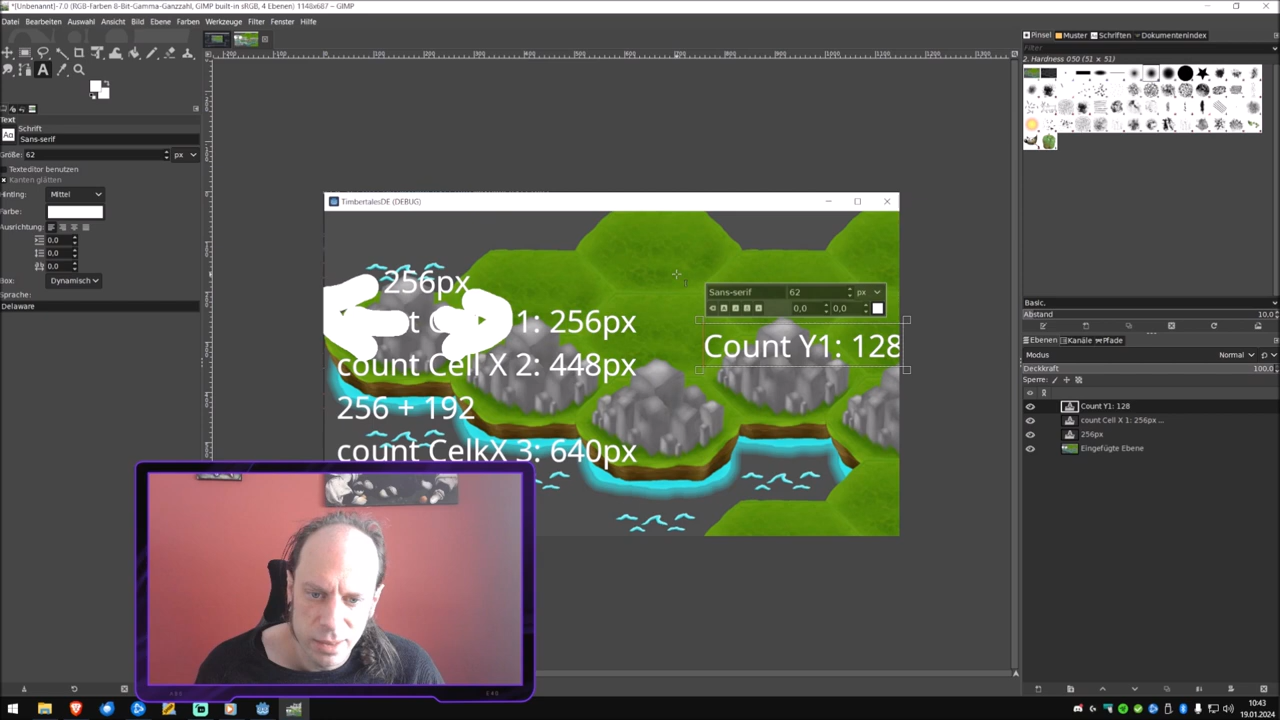 *[Unbenannt]-7.0 (RGB-Farben 8-Bit-Gamma-Ganzzahl, GIMP built-in sRGB, 4 Ebenen) 1148x687 – GIMP
Datei Bearbeiten Auswahl Ansicht Bild Ebene Farben Werkzeuge Filter Fenster Hilfe
Pinsel Muster Schriften Dokumentenindex
Filter
2. Hardness 050 (51 × 51)
Text
Schrift
Sans-serif
Größe: 62 px
Texteditor benutzen
Kanten glätten
Hinting: Mittel
Farbe:
Ausrichtung:
0,0
0,0
0,0
Box: Dynamisch
Sprache:
Delaware
TimbertalesDE (DEBUG)
256px
1: 256px
count Cell X 2: 448px
256 + 192
count CelkX 3: 640px
Sans-serif 62 px
0,0 0,0
Count Y1: 128
Basic,
Abstand 10,0
Ebenen Kanäle Pfade
Modus Normal
Deckkraft 100,0
Sperre:
Count Y1: 128
count Cell X 1: 256px ...
256px
Eingefügte Ebene
10:43
19.01.2024